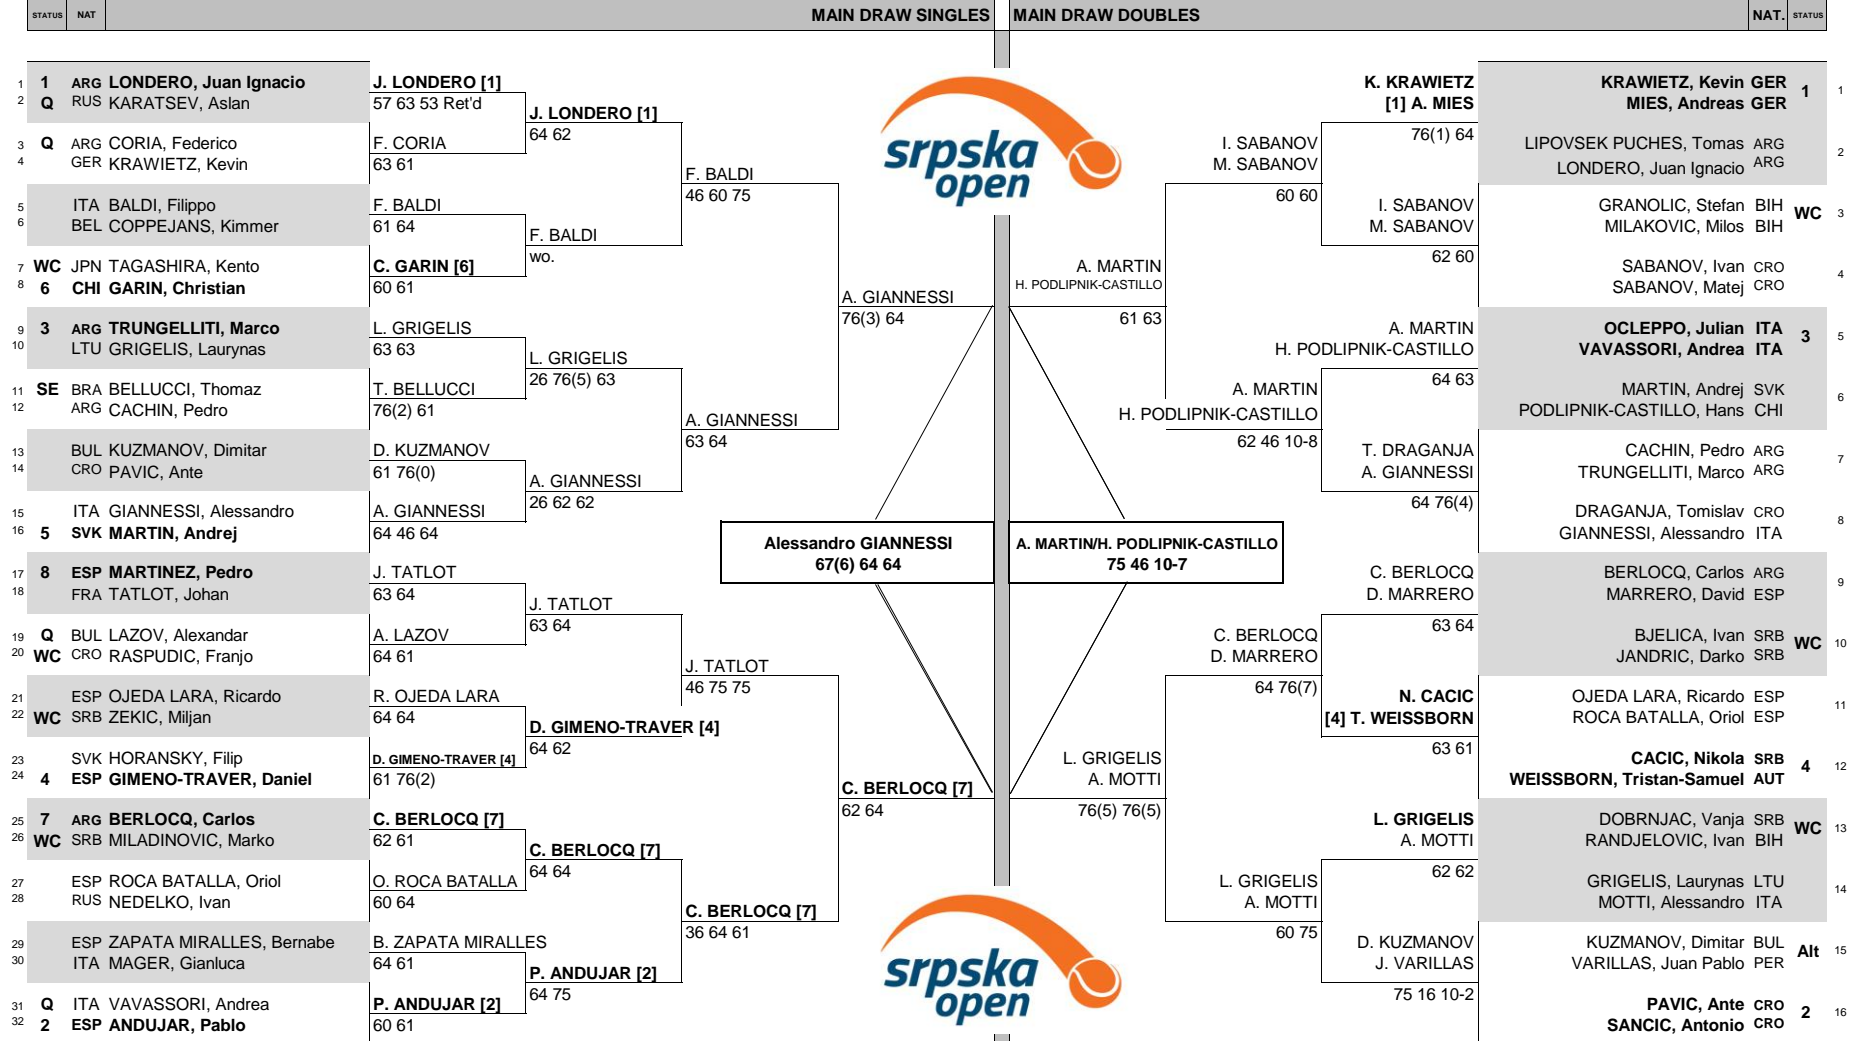 STATUS NAT MAIN DRAW SINGLES MAIN DRAW DOUBLES NAT. STATUS
1 1 ARG LONDERO, Juan Ignacio
2 Q RUS KARATSEV, Aslan
3 Q ARG CORIA, Federico
4 GER KRAWIETZ, Kevin
5 ITA BALDI, Filippo
6 BEL COPPEJANS, Kimmer
7 WC JPN TAGASHIRA, Kento
8 6 CHI GARIN, Christian
9 3 ARG TRUNGELLITI, Marco
10 LTU GRIGELIS, Laurynas
11 SE BRA BELLUCCI, Thomaz
12 ARG CACHIN, Pedro
13 BUL KUZMANOV, Dimitar
14 CRO PAVIC, Ante
15 ITA GIANNESSI, Alessandro
16 5 SVK MARTIN, Andrej
17 8 ESP MARTINEZ, Pedro
18 FRA TATLOT, Johan
19 Q BUL LAZOV, Alexandar
20 WC CRO RASPUDIC, Franjo
21 ESP OJEDA LARA, Ricardo
22 WC SRB ZEKIC, Miljan
23 SVK HORANSKY, Filip
24 4 ESP GIMENO-TRAVER, Daniel
25 7 ARG BERLOCQ, Carlos
26 WC SRB MILADINOVIC, Marko
27 ESP ROCA BATALLA, Oriol
28 RUS NEDELKO, Ivan
29 ESP ZAPATA MIRALLES, Bernabe
30 ITA MAGER, Gianluca
31 Q ITA VAVASSORI, Andrea
32 2 ESP ANDUJAR, Pablo
J. LONDERO [1]
57 63 53 Ret'd
F. CORIA
63 61
F. BALDI
61 64
C. GARIN [6]
60 61
L. GRIGELIS
63 63
T. BELLUCCI
76(2) 61
D. KUZMANOV
61 76(0)
A. GIANNESSI
64 46 64
J. TATLOT
63 64
A. LAZOV
64 61
R. OJEDA LARA
64 64
D. GIMENO-TRAVER [4]
61 76(2)
C. BERLOCQ [7]
62 61
O. ROCA BATALLA
60 64
B. ZAPATA MIRALLES
64 61
P. ANDUJAR [2]
60 61
J. LONDERO [1]
64 62
F. BALDI
wo.
L. GRIGELIS
26 76(5) 63
A. GIANNESSI
26 62 62
J. TATLOT
63 64
D. GIMENO-TRAVER [4]
64 62
C. BERLOCQ [7]
64 64
P. ANDUJAR [2]
64 75
F. BALDI
46 60 75
A. GIANNESSI
63 64
J. TATLOT
46 75 75
C. BERLOCQ [7]
36 64 61
A. GIANNESSI
76(3) 64
C. BERLOCQ [7]
62 64
Alessandro GIANNESSI
67(6) 64 64
srpska
open
srpska
open
A. MARTIN/H. PODLIPNIK-CASTILLO
75 46 10-7
A. MARTIN
H. PODLIPNIK-CASTILLO
61 63
L. GRIGELIS
A. MOTTI
76(5) 76(5)
I. SABANOV
M. SABANOV
60 60
A. MARTIN
H. PODLIPNIK-CASTILLO
62 46 10-8
C. BERLOCQ
D. MARRERO
64 76(7)
L. GRIGELIS
A. MOTTI
60 75
K. KRAWIETZ
[1] A. MIES
76(1) 64
I. SABANOV
M. SABANOV
62 60
A. MARTIN
H. PODLIPNIK-CASTILLO
64 63
T. DRAGANJA
A. GIANNESSI
64 76(4)
C. BERLOCQ
D. MARRERO
63 64
N. CACIC
[4] T. WEISSBORN
63 61
L. GRIGELIS
A. MOTTI
62 62
D. KUZMANOV
J. VARILLAS
75 16 10-2
KRAWIETZ, Kevin GER
MIES, Andreas GER
1 1
LIPOVSEK PUCHES, Tomas ARG
LONDERO, Juan Ignacio ARG
2
GRANOLIC, Stefan BIH
MILAKOVIC, Milos BIH
WC 3
SABANOV, Ivan CRO
SABANOV, Matej CRO
4
OCLEPPO, Julian ITA
VAVASSORI, Andrea ITA
3 5
MARTIN, Andrej SVK
PODLIPNIK-CASTILLO, Hans CHI
6
CACHIN, Pedro ARG
TRUNGELLITI, Marco ARG
7
DRAGANJA, Tomislav CRO
GIANNESSI, Alessandro ITA
8
BERLOCQ, Carlos ARG
MARRERO, David ESP
9
BJELICA, Ivan SRB
JANDRIC, Darko SRB
WC 10
OJEDA LARA, Ricardo ESP
ROCA BATALLA, Oriol ESP
11
CACIC, Nikola SRB
WEISSBORN, Tristan-Samuel AUT
4 12
DOBRNJAC, Vanja SRB
RANDJELOVIC, Ivan BIH
WC 13
GRIGELIS, Laurynas LTU
MOTTI, Alessandro ITA
14
KUZMANOV, Dimitar BUL
VARILLAS, Juan Pablo PER
Alt 15
PAVIC, Ante CRO
SANCIC, Antonio CRO
2 16